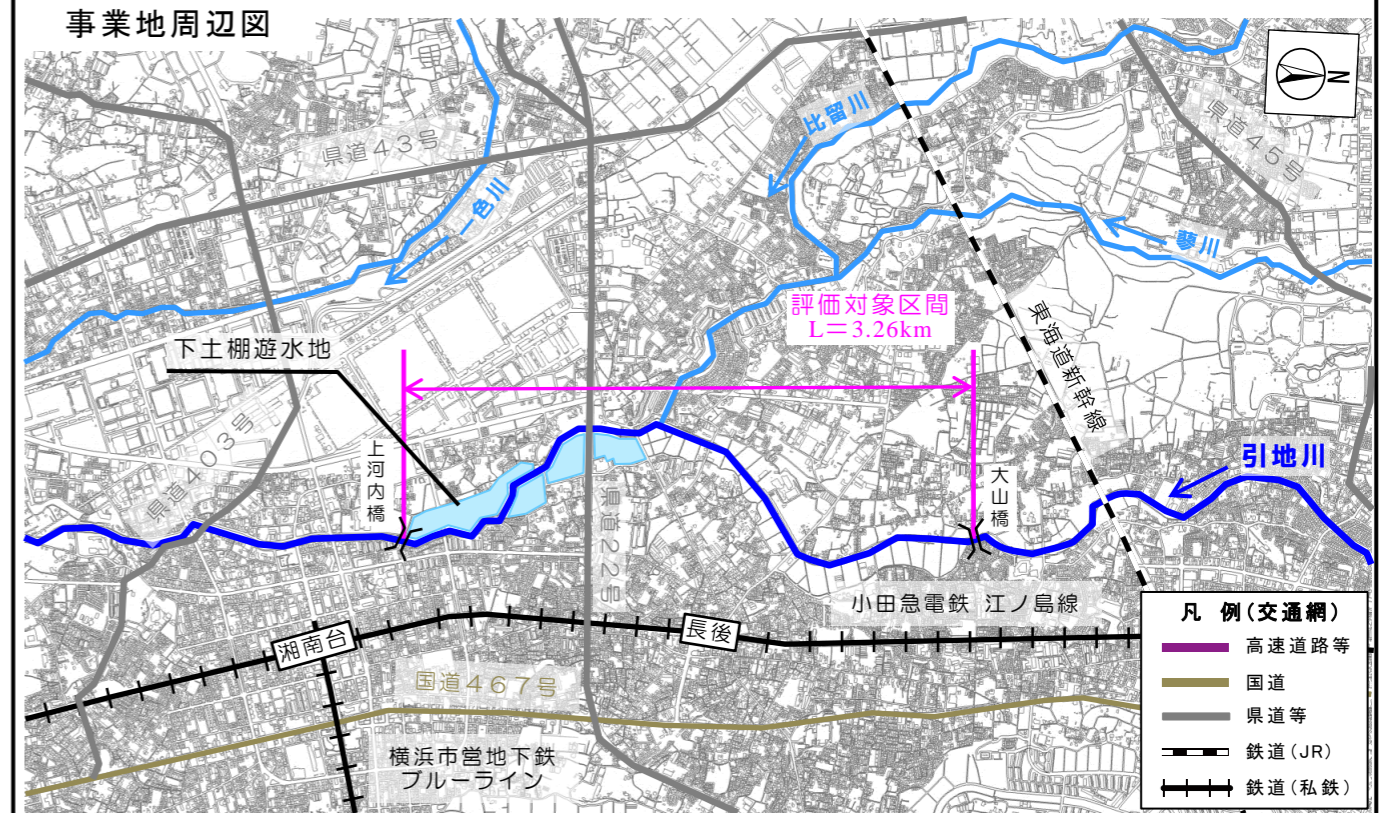 事業地周辺図
N
県道43号
比留川
県道45号
一色川
蓼川
評価対象区間
L＝3.26km
東海道新幹線
下土棚遊水地
県道403号
上河内橋
県道22号
大山橋
引地川
小田急電鉄 江ノ島線
長後
湘南台
国道467号
横浜市営地下鉄
ブルーライン
凡 例(交通網)
高速道路等
国道
県道等
鉄道(JR)
鉄道(私鉄)